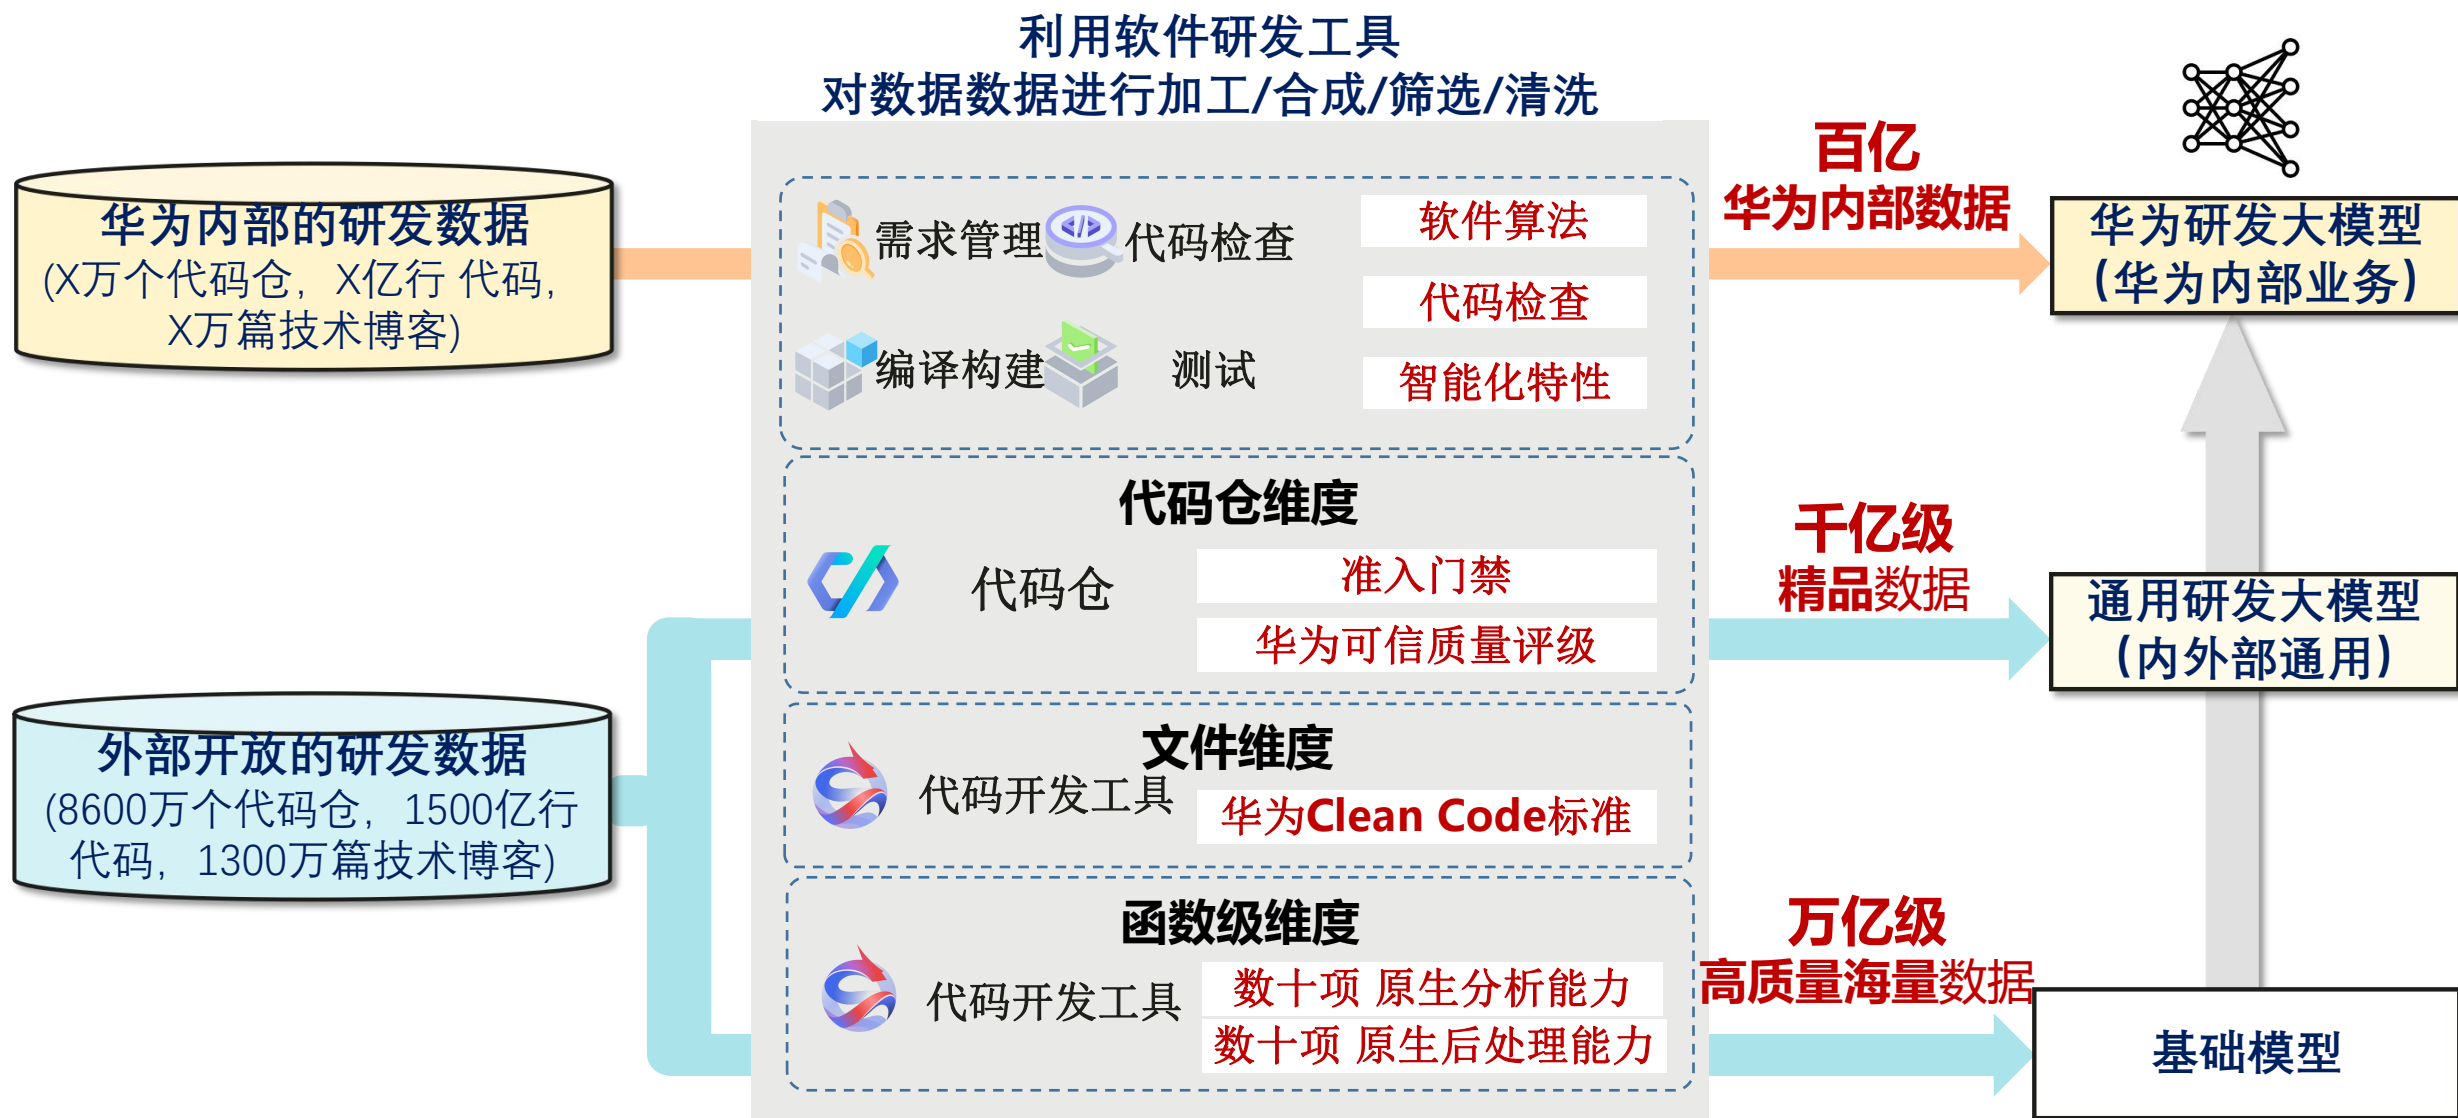 利用软件研发工具
对数据数据进行加工/合成/筛选/清洗
华为内部的研发数据
(X万个代码仓，X亿行 代码，
X万篇技术博客)
外部开放的研发数据
(8600万个代码仓，1500亿行
代码，1300万篇技术博客)
需求管理
代码检查
编译构建
测试
软件算法
代码检查
智能化特性
代码仓维度
代码仓
准入门禁
华为可信质量评级
文件维度
代码开发工具
华为Clean Code标准
函数级维度
代码开发工具
数十项 原生分析能力
数十项 原生后处理能力
百亿
华为内部数据
千亿级
精品数据
万亿级
高质量海量数据
华为研发大模型
(华为内部业务)
通用研发大模型
(内外部通用)
基础模型